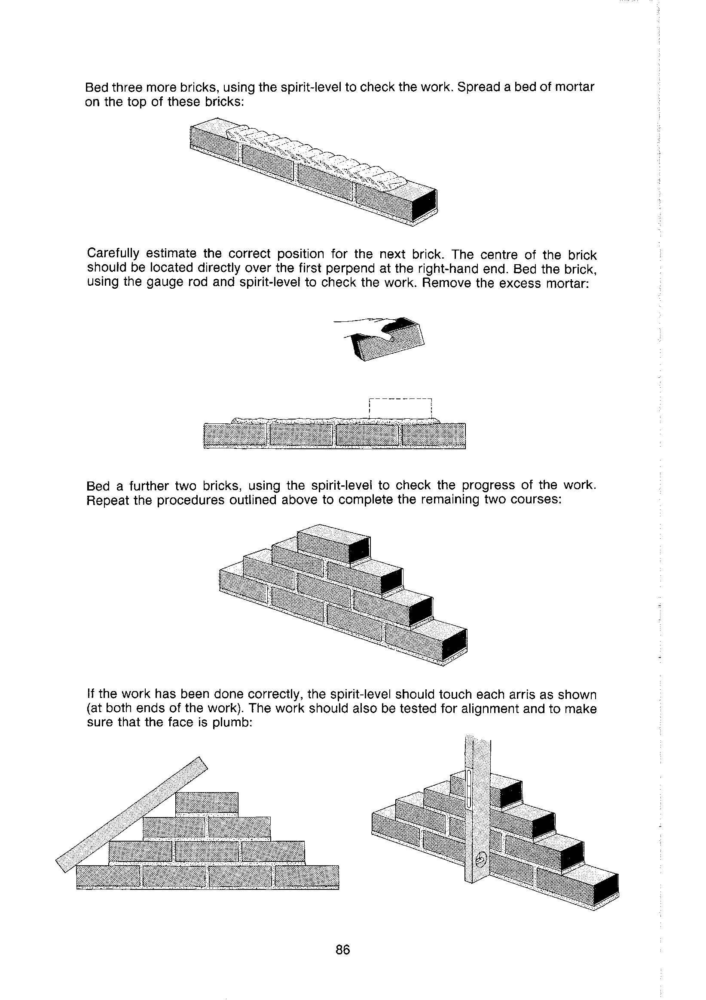 Bed three more bricks, using the spirit-level to check the work. Spread a bed of mortar
on the top of these bricks:
Carefully estimate the correct position for the next brick. The centre of the brick
should be located directly over the first perpend at the right-hand end. Bed the brick,
using the gauge rod and spirit-level to check the work. Remove the excess mortar:
Bed a further two bricks, using the spirit-level to check the progress of the work.
Repeat the procedures outlined above to complete the remaining two courses:
If the work has been done correctly, the spirit-level should touch each arris as shown
(at both ends of the work). The work should also be tested for alignment and to make
sure that the face is plumb:
86